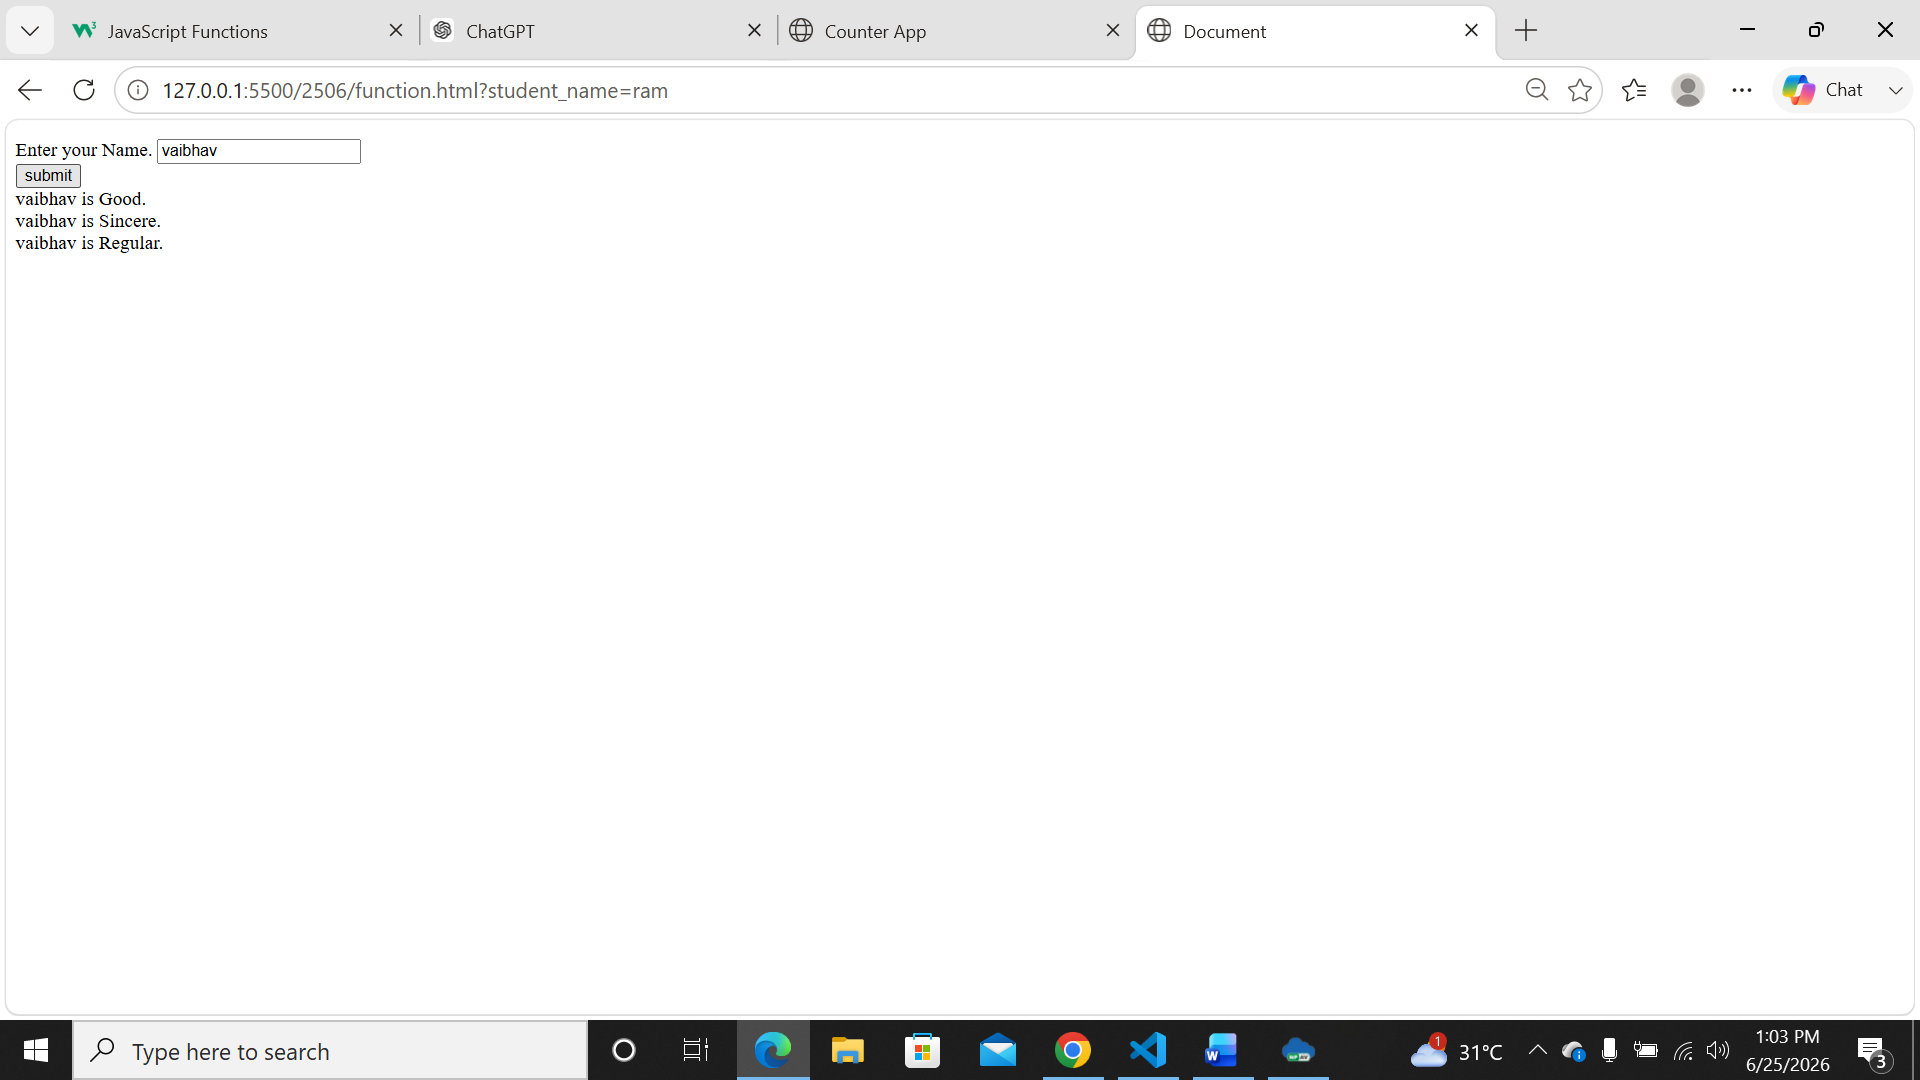 JavaScript Functions
ChatGPT
Counter App
Document
127.0.0.1:5500/2506/function.html?student_name=ram
Chat
Enter your Name. vaibhav
submit
vaibhav is Good.
vaibhav is Sincere.
vaibhav is Regular.
Type here to search
1
31°C
1:03 PM
6/25/2026
3